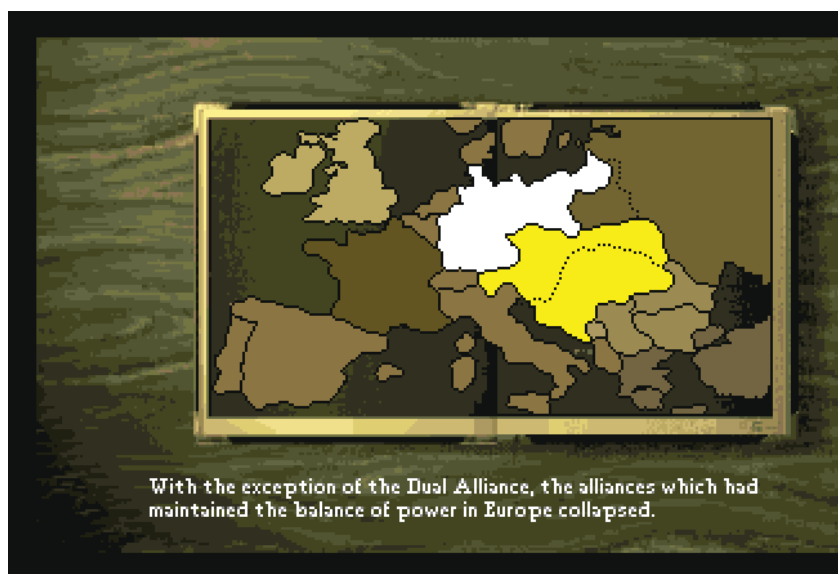 With the exception of the Dual Alliance, the alliances which had
maintained the balance of power in Europe collapsed.